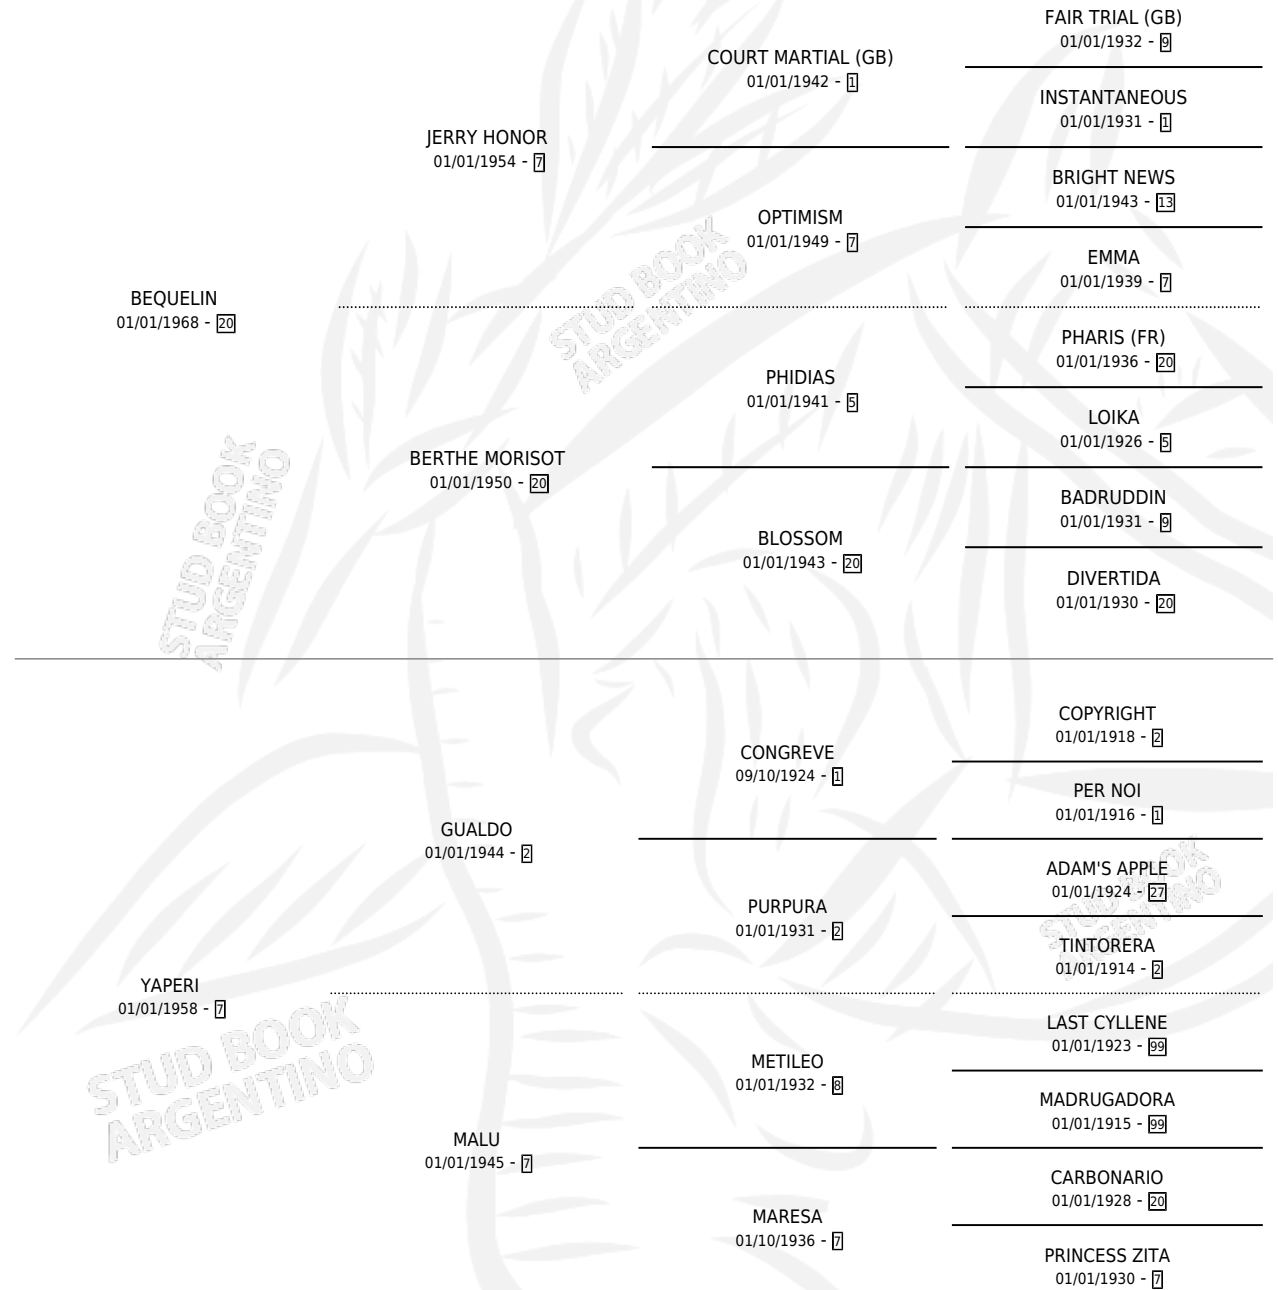 FAIR TRIAL (GB)
01/01/1932 - 9
COURT MARTIAL (GB)
01/01/1942 - 1
INSTANTANEOUS
01/01/1931 - 1
JERRY HONOR
01/01/1954 - 7
BRIGHT NEWS
01/01/1943 - 13
OPTIMISM
01/01/1949 - 7
EMMA
01/01/1939 - 7
BEQUELIN
01/01/1968 - 20
PHARIS (FR)
01/01/1936 - 20
PHIDIAS
01/01/1941 - 5
LOIKA
01/01/1926 - 5
BERTHE MORISOT
01/01/1950 - 20
BADRUDDIN
01/01/1931 - 9
BLOSSOM
01/01/1943 - 20
DIVERTIDA
01/01/1930 - 20
COPYRIGHT
01/01/1918 - 2
CONGREVE
09/10/1924 - 1
PER NOI
01/01/1916 - 1
GUALDO
01/01/1944 - 2
ADAM'S APPLE
01/01/1924 - 27
PURPURA
01/01/1931 - 2
TINTORERA
01/01/1914 - 2
YAPERI
01/01/1958 - 7
LAST CYLLENE
01/01/1923 - 99
METILEO
01/01/1932 - 8
MADRUGADORA
01/01/1915 - 99
MALU
01/01/1945 - 7
CARBONARIO
01/01/1928 - 20
MARESA
01/10/1936 - 7
PRINCESS ZITA
01/01/1930 - 7
STUD BOOK
ARGENTINO
STUD BOOK
ARGENTINO
STUD BOOK
ARGENTINO
STUD BOOK
ARGENTINO